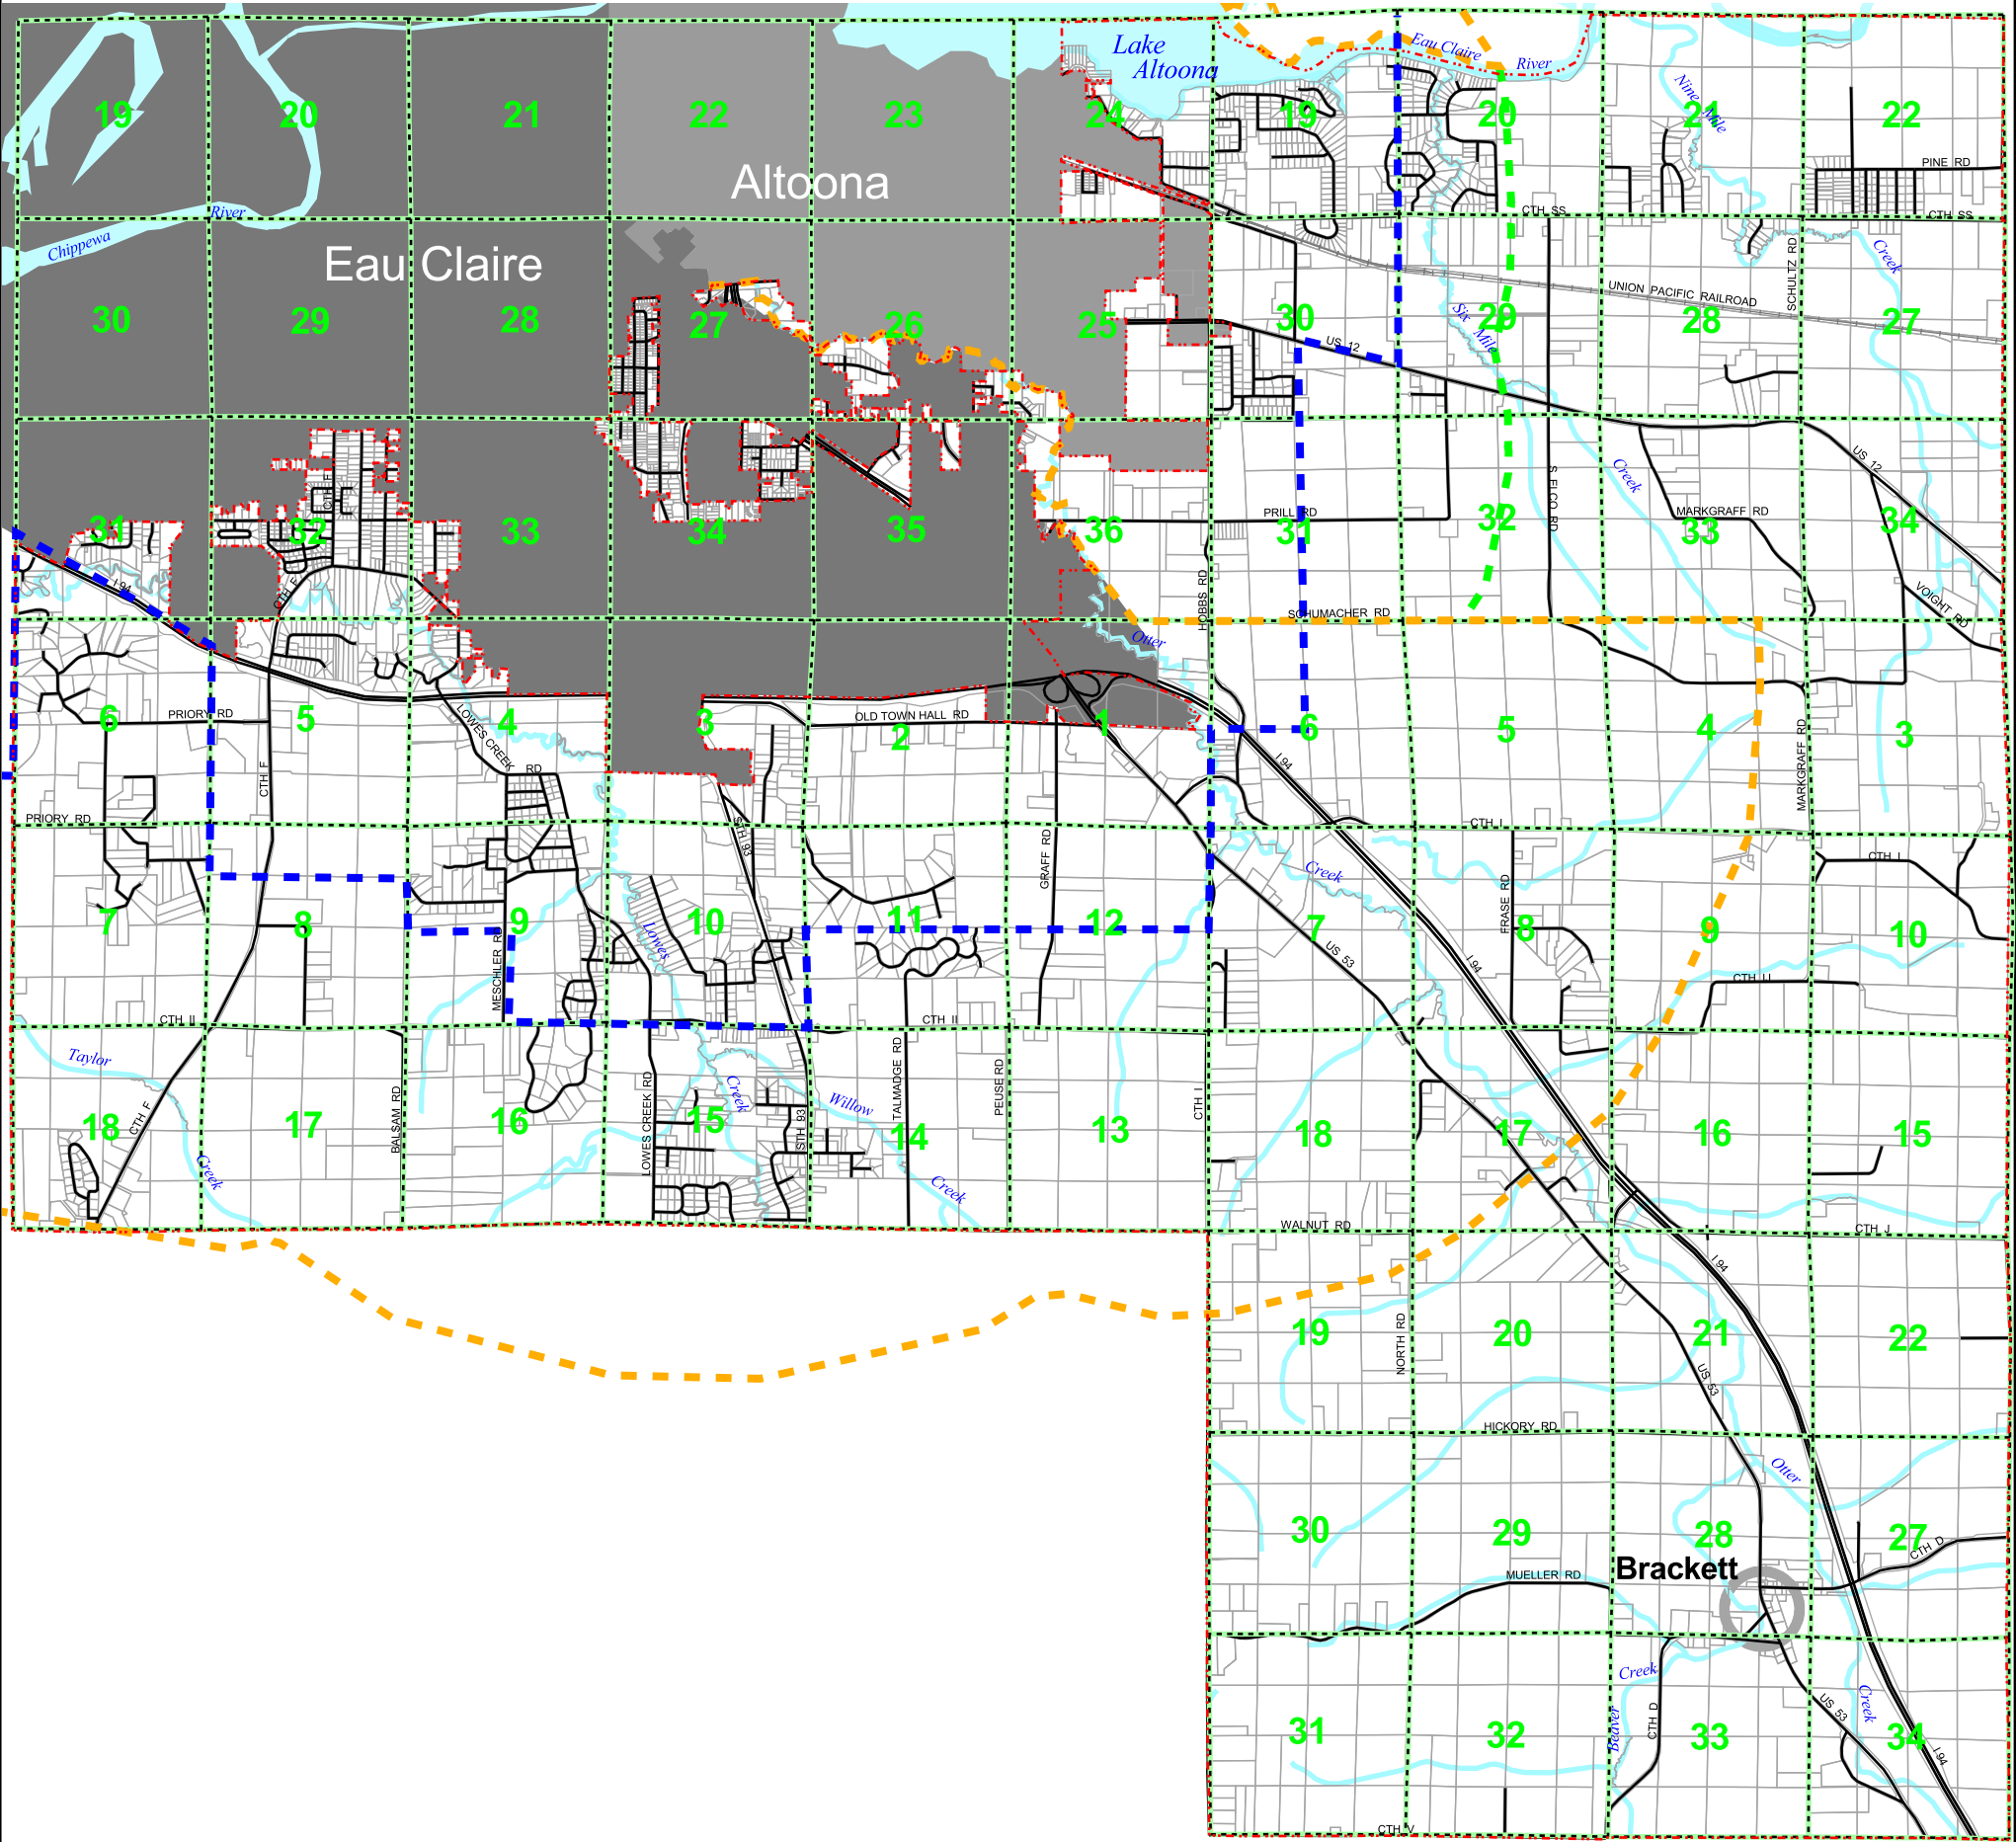 Lake
Altoona
Eau Claire
River
Nine Mile
19
20
21
22
23
24
19
20
21
22
PINE RD
Altoona
River
CTH SS
CTH SS
Chippewa
Eau Claire
SCHULTZ RD
Creek
UNION PACIFIC RAILROAD
30
29
28
27
26
25
30
29
28
27
Six Mile
US 12
CTH F
S ELCO RD
Creek
US 12
31
32
33
34
35
36
PRILL RD
31
32
MARKGRAFF RD
33
34
I 94
CTH F
HOBBS RD
SCHUMACHER RD
VOIGHT RD
Otter
6
PRIORY RD
5
LOWES CREEK
RD
4
3
OLD TOWN HALL RD
2
1
6
5
4
MARKGRAFF RD
3
CTH F
I 94
PRIORY RD
STH 93
GRAFF RD
CTH I
CTH I
Creek
FRASE RD
7
8
9
MESCHLER RD
Lowes
10
11
12
7
8
9
10
US 53
I 94
CTH II
CTH II
CTH II
Taylor
Creek
18
CTH F
17
BALSAM RD
16
LOWES CREEK RD
15
Creek
STH 93
Willow
TALMADGE RD
14
PEUSE RD
13
CTH I
18
17
16
15
Creek
Creek
WALNUT RD
CTH J
I 94
19
NORTH RD
20
21
22
US 53
HICKORY RD
Otter
30
29
28
27
CTH D
Brackett
MUELLER RD
Creek
31
32
Beaver
CTH D
33
US 53
Creek
34
I 94
CTH V